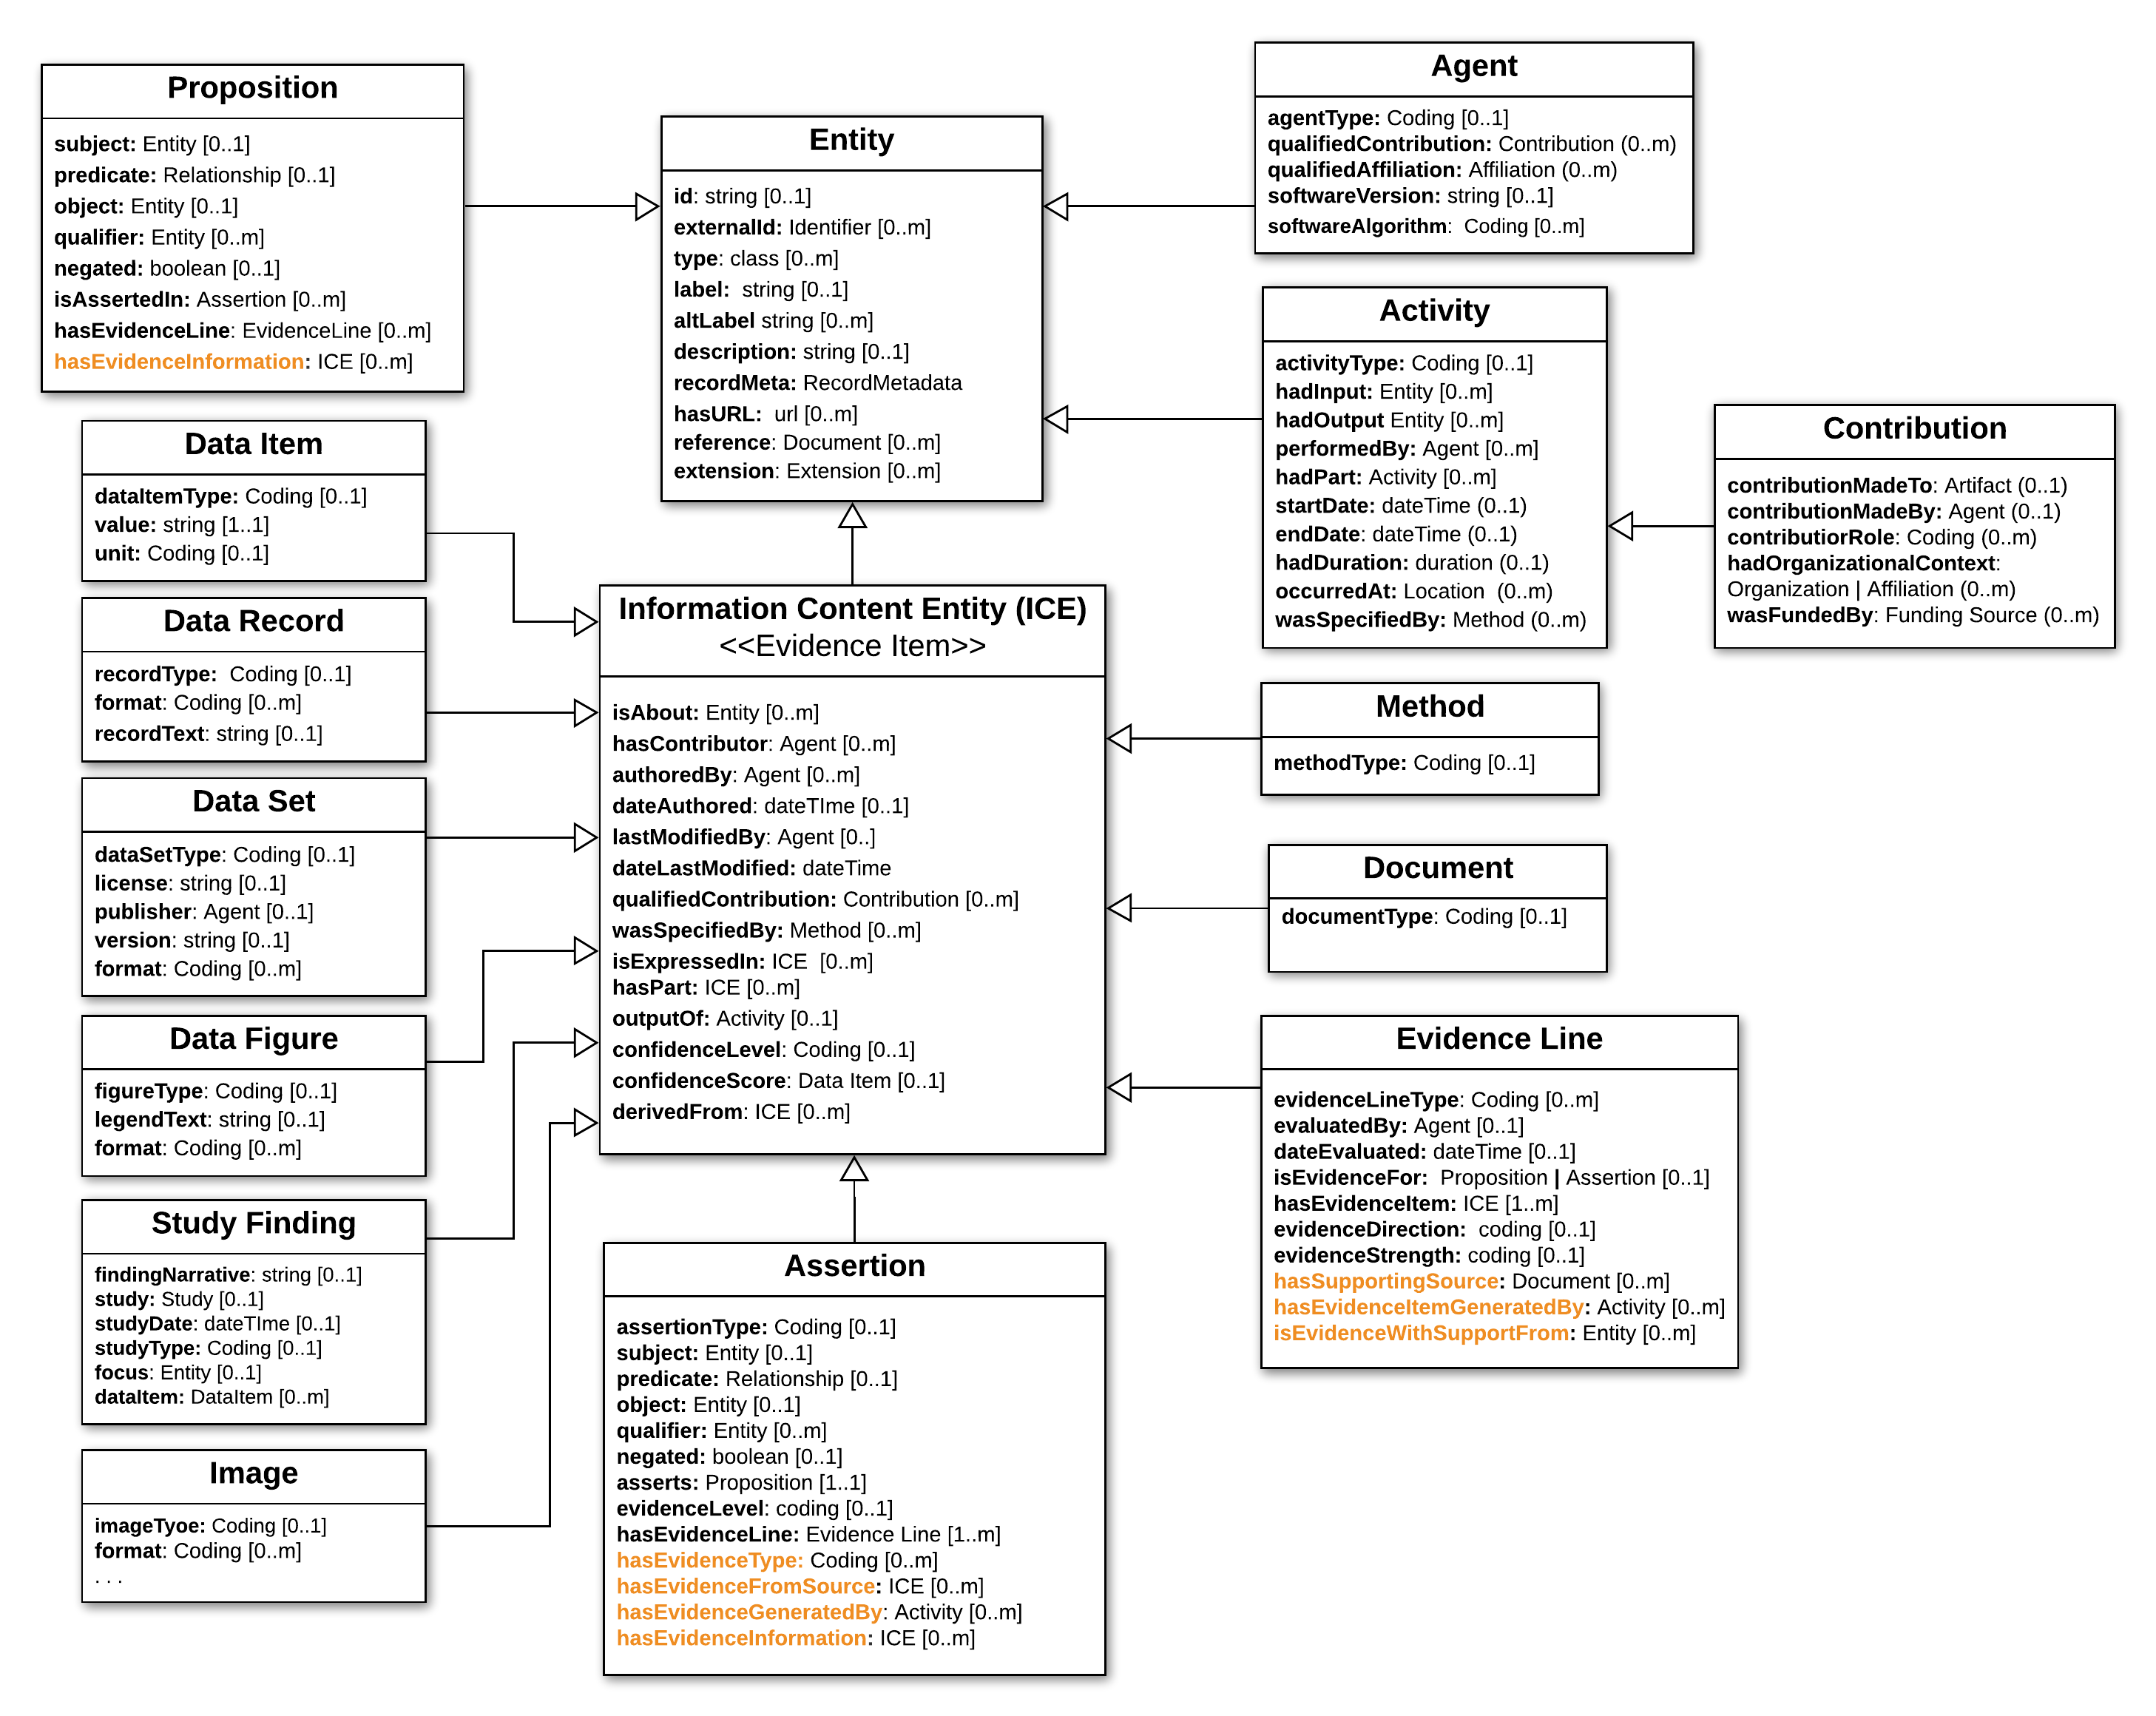 Proposition
subject: Entity [0..1]
predicate: Relationship [0..1]
object: Entity [0..1]
qualifier: Entity [0..m]
negated: boolean [0..1]
isAssertedIn: Assertion [0..m]
hasEvidenceLine: EvidenceLine [0..m]
hasEvidenceInformation: ICE [0..m]
Entity
id: string [0..1]
externalId: Identifier [0..m]
type: class [0..m]
label: string [0..1]
altLabel string [0..m]
description: string [0..1]
recordMeta: RecordMetadata
hasURL: url [0..m]
reference: Document [0..m]
extension: Extension [0..m]
Agent
agentType: Coding [0..1]
qualifiedContribution: Contribution (0..m)
qualifiedAffiliation: Affiliation (0..m)
softwareVersion: string [0..1]
softwareAlgorithm: Coding [0..m]
Activity
activityType: Coding [0..1]
hadInput: Entity [0..m]
hadOutput Entity [0..m]
performedBy: Agent [0..m]
hadPart: Activity [0..m]
startDate: dateTime (0..1)
endDate: dateTime (0..1)
hadDuration: duration (0..1)
occurredAt: Location (0..m)
wasSpecifiedBy: Method (0..m)
Contribution
contributionMadeTo: Artifact (0..1)
contributionMadeBy: Agent (0..1)
contributiorRole: Coding (0..m)
hadOrganizationalContext:
Organization | Affiliation (0..m)
wasFundedBy: Funding Source (0..m)
Data Item
dataItemType: Coding [0..1]
value: string [1..1]
unit: Coding [0..1]
Data Record
recordType: Coding [0..1]
format: Coding [0..m]
recordText: string [0..1]
Data Set
dataSetType: Coding [0..1]
license: string [0..1]
publisher: Agent [0..1]
version: string [0..1]
format: Coding [0..m]
Data Figure
figureType: Coding [0..1]
legendText: string [0..1]
format: Coding [0..m]
Study Finding
findingNarrative: string [0..1]
study: Study [0..1]
studyDate: dateTIme [0..1]
studyType: Coding [0..1]
focus: Entity [0..1]
dataItem: DataItem [0..m]
Image
imageTyoe: Coding [0..1]
format: Coding [0..m]
. . .
Information Content Entity (ICE)
<<Evidence Item>>
isAbout: Entity [0..m]
hasContributor: Agent [0..m]
authoredBy: Agent [0..m]
dateAuthored: dateTIme [0..1]
lastModifiedBy: Agent [0..]
dateLastModified: dateTime
qualifiedContribution: Contribution [0..m]
wasSpecifiedBy: Method [0..m]
isExpressedIn: ICE [0..m]
hasPart: ICE [0..m]
outputOf: Activity [0..1]
confidenceLevel: Coding [0..1]
confidenceScore: Data Item [0..1]
derivedFrom: ICE [0..m]
Assertion
assertionType: Coding [0..1]
subject: Entity [0..1]
predicate: Relationship [0..1]
object: Entity [0..1]
qualifier: Entity [0..m]
negated: boolean [0..1]
asserts: Proposition [1..1]
evidenceLevel: coding [0..1]
hasEvidenceLine: Evidence Line [1..m]
hasEvidenceType: Coding [0..m]
hasEvidenceFromSource: ICE [0..m]
hasEvidenceGeneratedBy: Activity [0..m]
hasEvidenceInformation: ICE [0..m]
Method
methodType: Coding [0..1]
Document
documentType: Coding [0..1]
Evidence Line
evidenceLineType: Coding [0..m]
evaluatedBy: Agent [0..1]
dateEvaluated: dateTime [0..1]
isEvidenceFor: Proposition | Assertion [0..1]
hasEvidenceItem: ICE [1..m]
evidenceDirection: coding [0..1]
evidenceStrength: coding [0..1]
hasSupportingSource: Document [0..m]
hasEvidenceItemGeneratedBy: Activity [0..m]
isEvidenceWithSupportFrom: Entity [0..m]